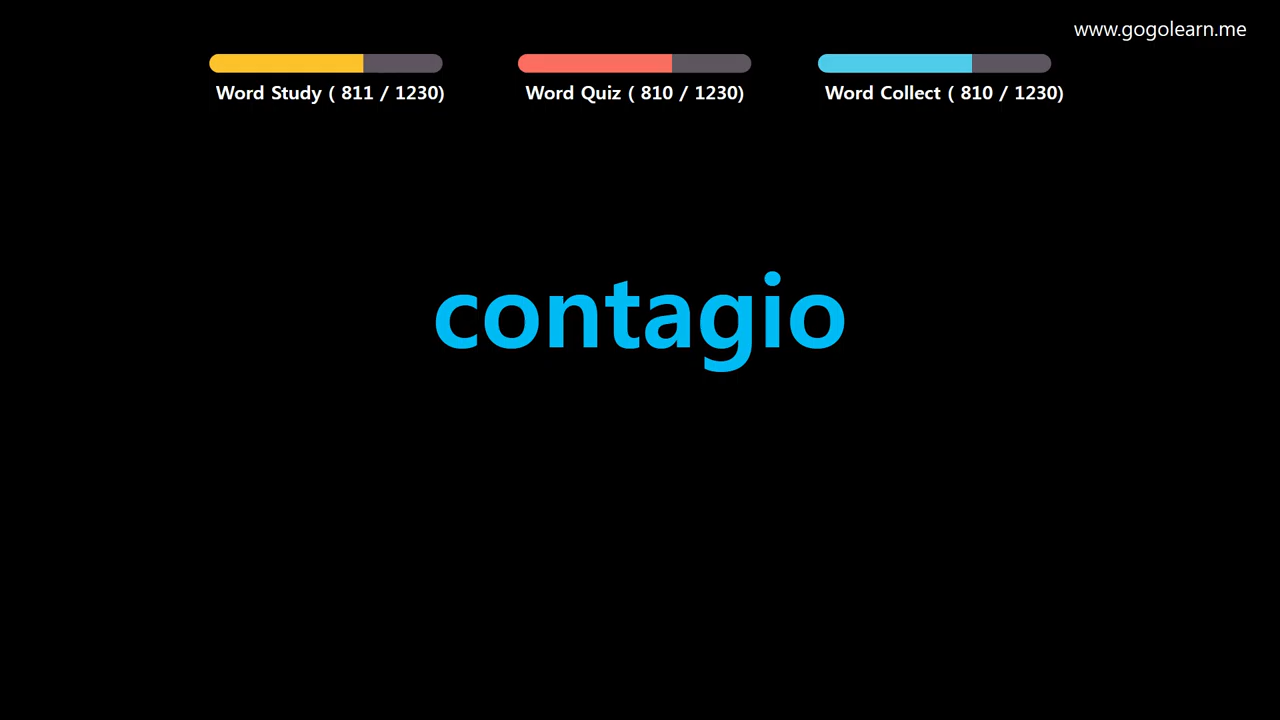 www.gogolearn.me
Word Study ( 811 / 1230)
Word Quiz ( 810 / 1230)
Word Collect ( 810 / 1230)
contagio